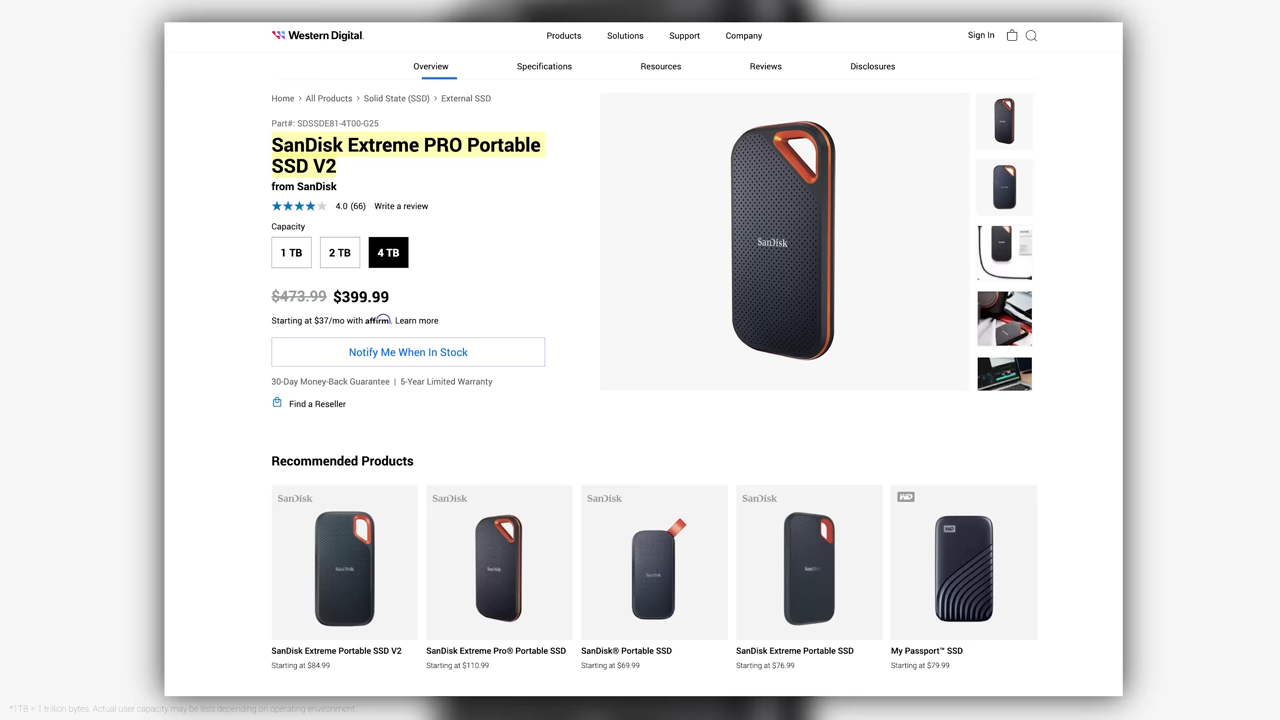 Western Digital.
Products Solutions Support Company
Sign In
Overview Specifications Resources Reviews Disclosures
Home › All Products › Solid State (SSD) › External SSD
Part#: SDSSDE81-4T00-G25
SanDisk Extreme PRO Portable
SSD V2
from SanDisk
4.0 (66) Write a review
Capacity
1 TB 2 TB 4 TB
$473.99 $399.99
Starting at $37/mo with affirm. Learn more
Notify Me When In Stock
30-Day Money-Back Guarantee | 5-Year Limited Warranty
Find a Reseller
SanDisk
Recommended Products
SanDisk SanDisk SanDisk SanDisk WD
SanDisk SanDisk SanDisk SanDisk WD
SanDisk Extreme Portable SSD V2 SanDisk Extreme Pro® Portable SSD SanDisk® Portable SSD SanDisk Extreme Portable SSD My Passport™ SSD
Starting at $84.99 Starting at $110.99 Starting at $69.99 Starting at $76.99 Starting at $79.99
*1TB = 1 trillion bytes. Actual user capacity may be less depending on operating environment.